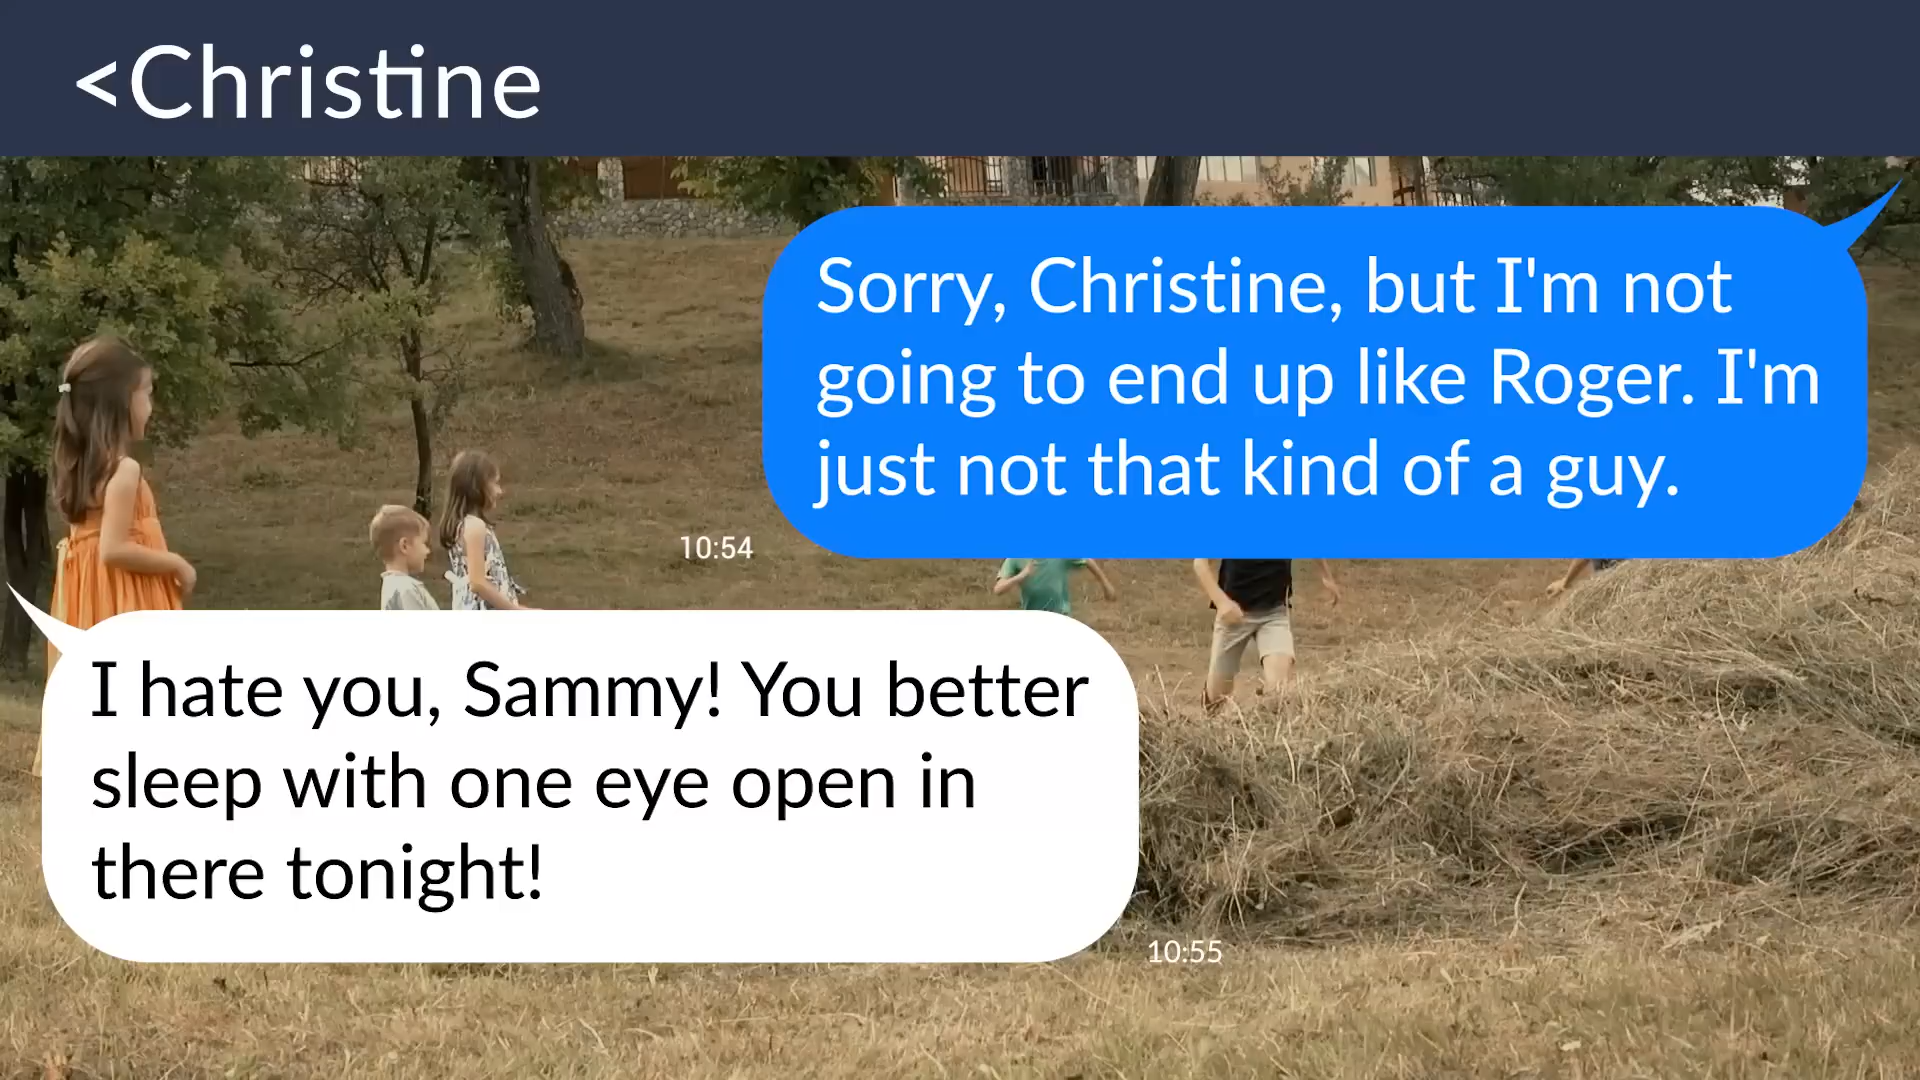 <Christine
Sorry, Christine, but I'm not
going to end up like Roger. I'm
just not that kind of a guy.
10:54
I hate you, Sammy! You better
sleep with one eye open in
there tonight!
10:55